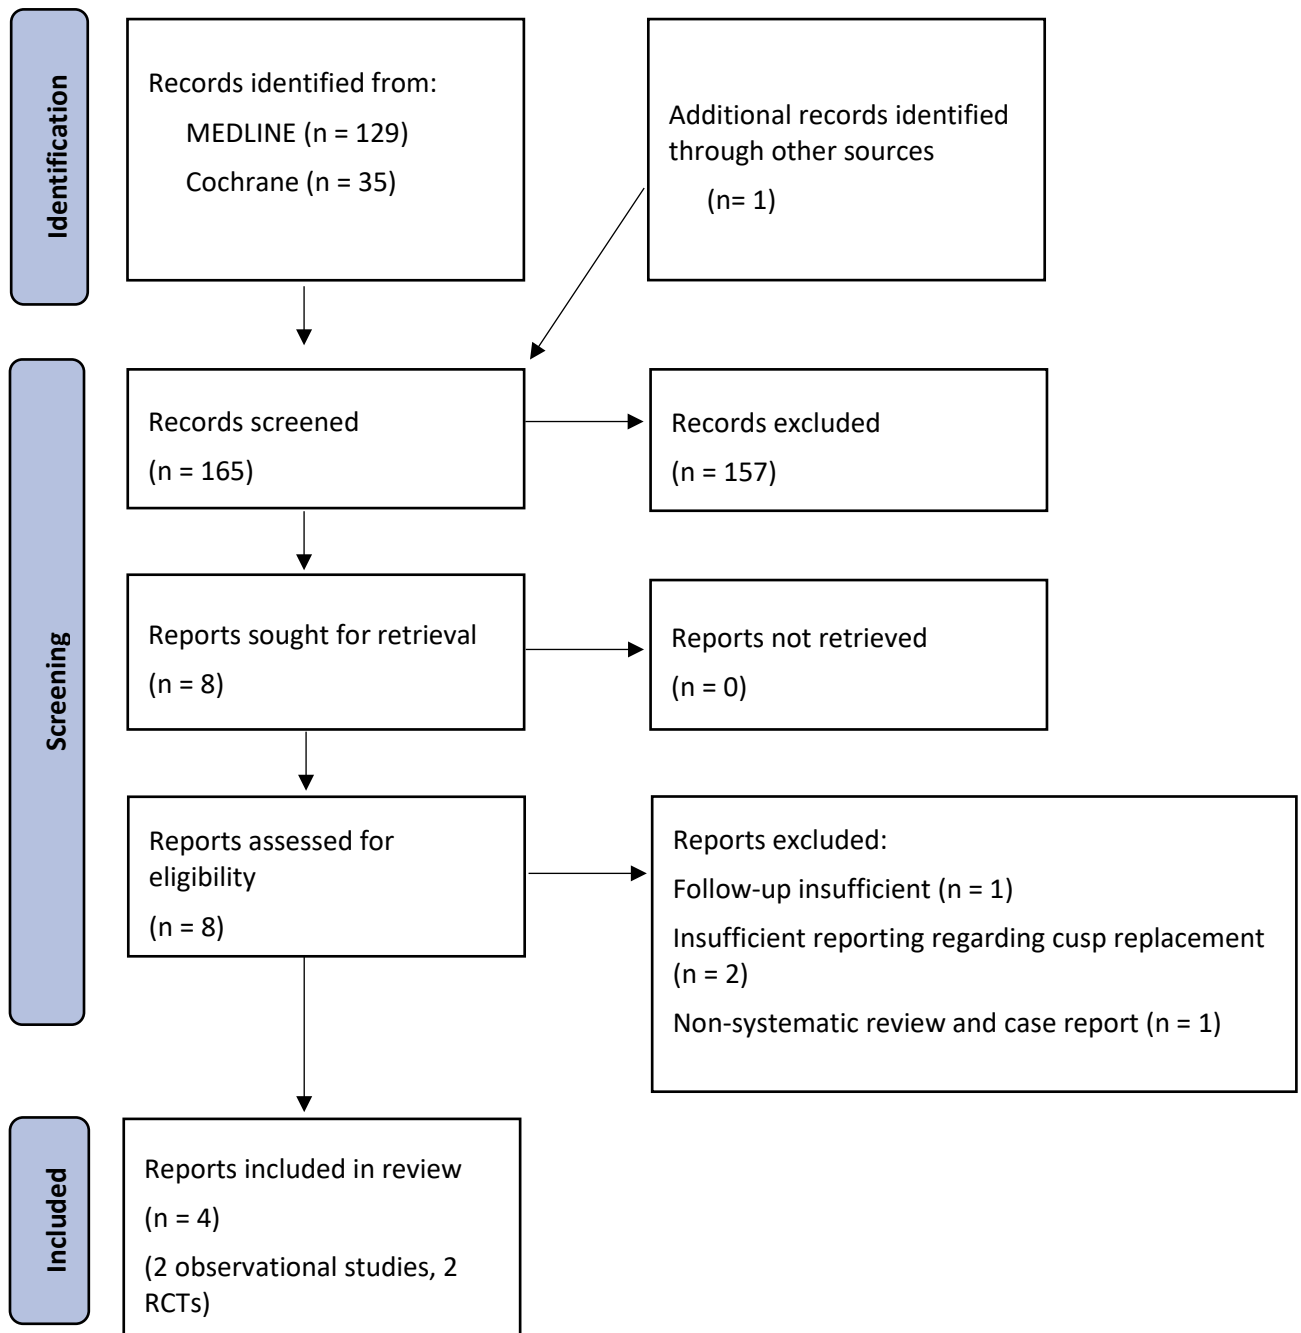 Identification
Records identified from:
MEDLINE (n = 129)
Cochrane (n = 35)
Additional records identified
through other sources
(n= 1)
Screening
Records screened
(n = 165)
Records excluded
(n = 157)
Reports sought for retrieval
(n = 8)
Reports not retrieved
(n = 0)
Reports assessed for
eligibility
(n = 8)
Reports excluded:
Follow-up insufficient (n = 1)
Insufficient reporting regarding cusp replacement
(n = 2)
Non-systematic review and case report (n = 1)
Included
Reports included in review
(n = 4)
(2 observational studies, 2
RCTs)